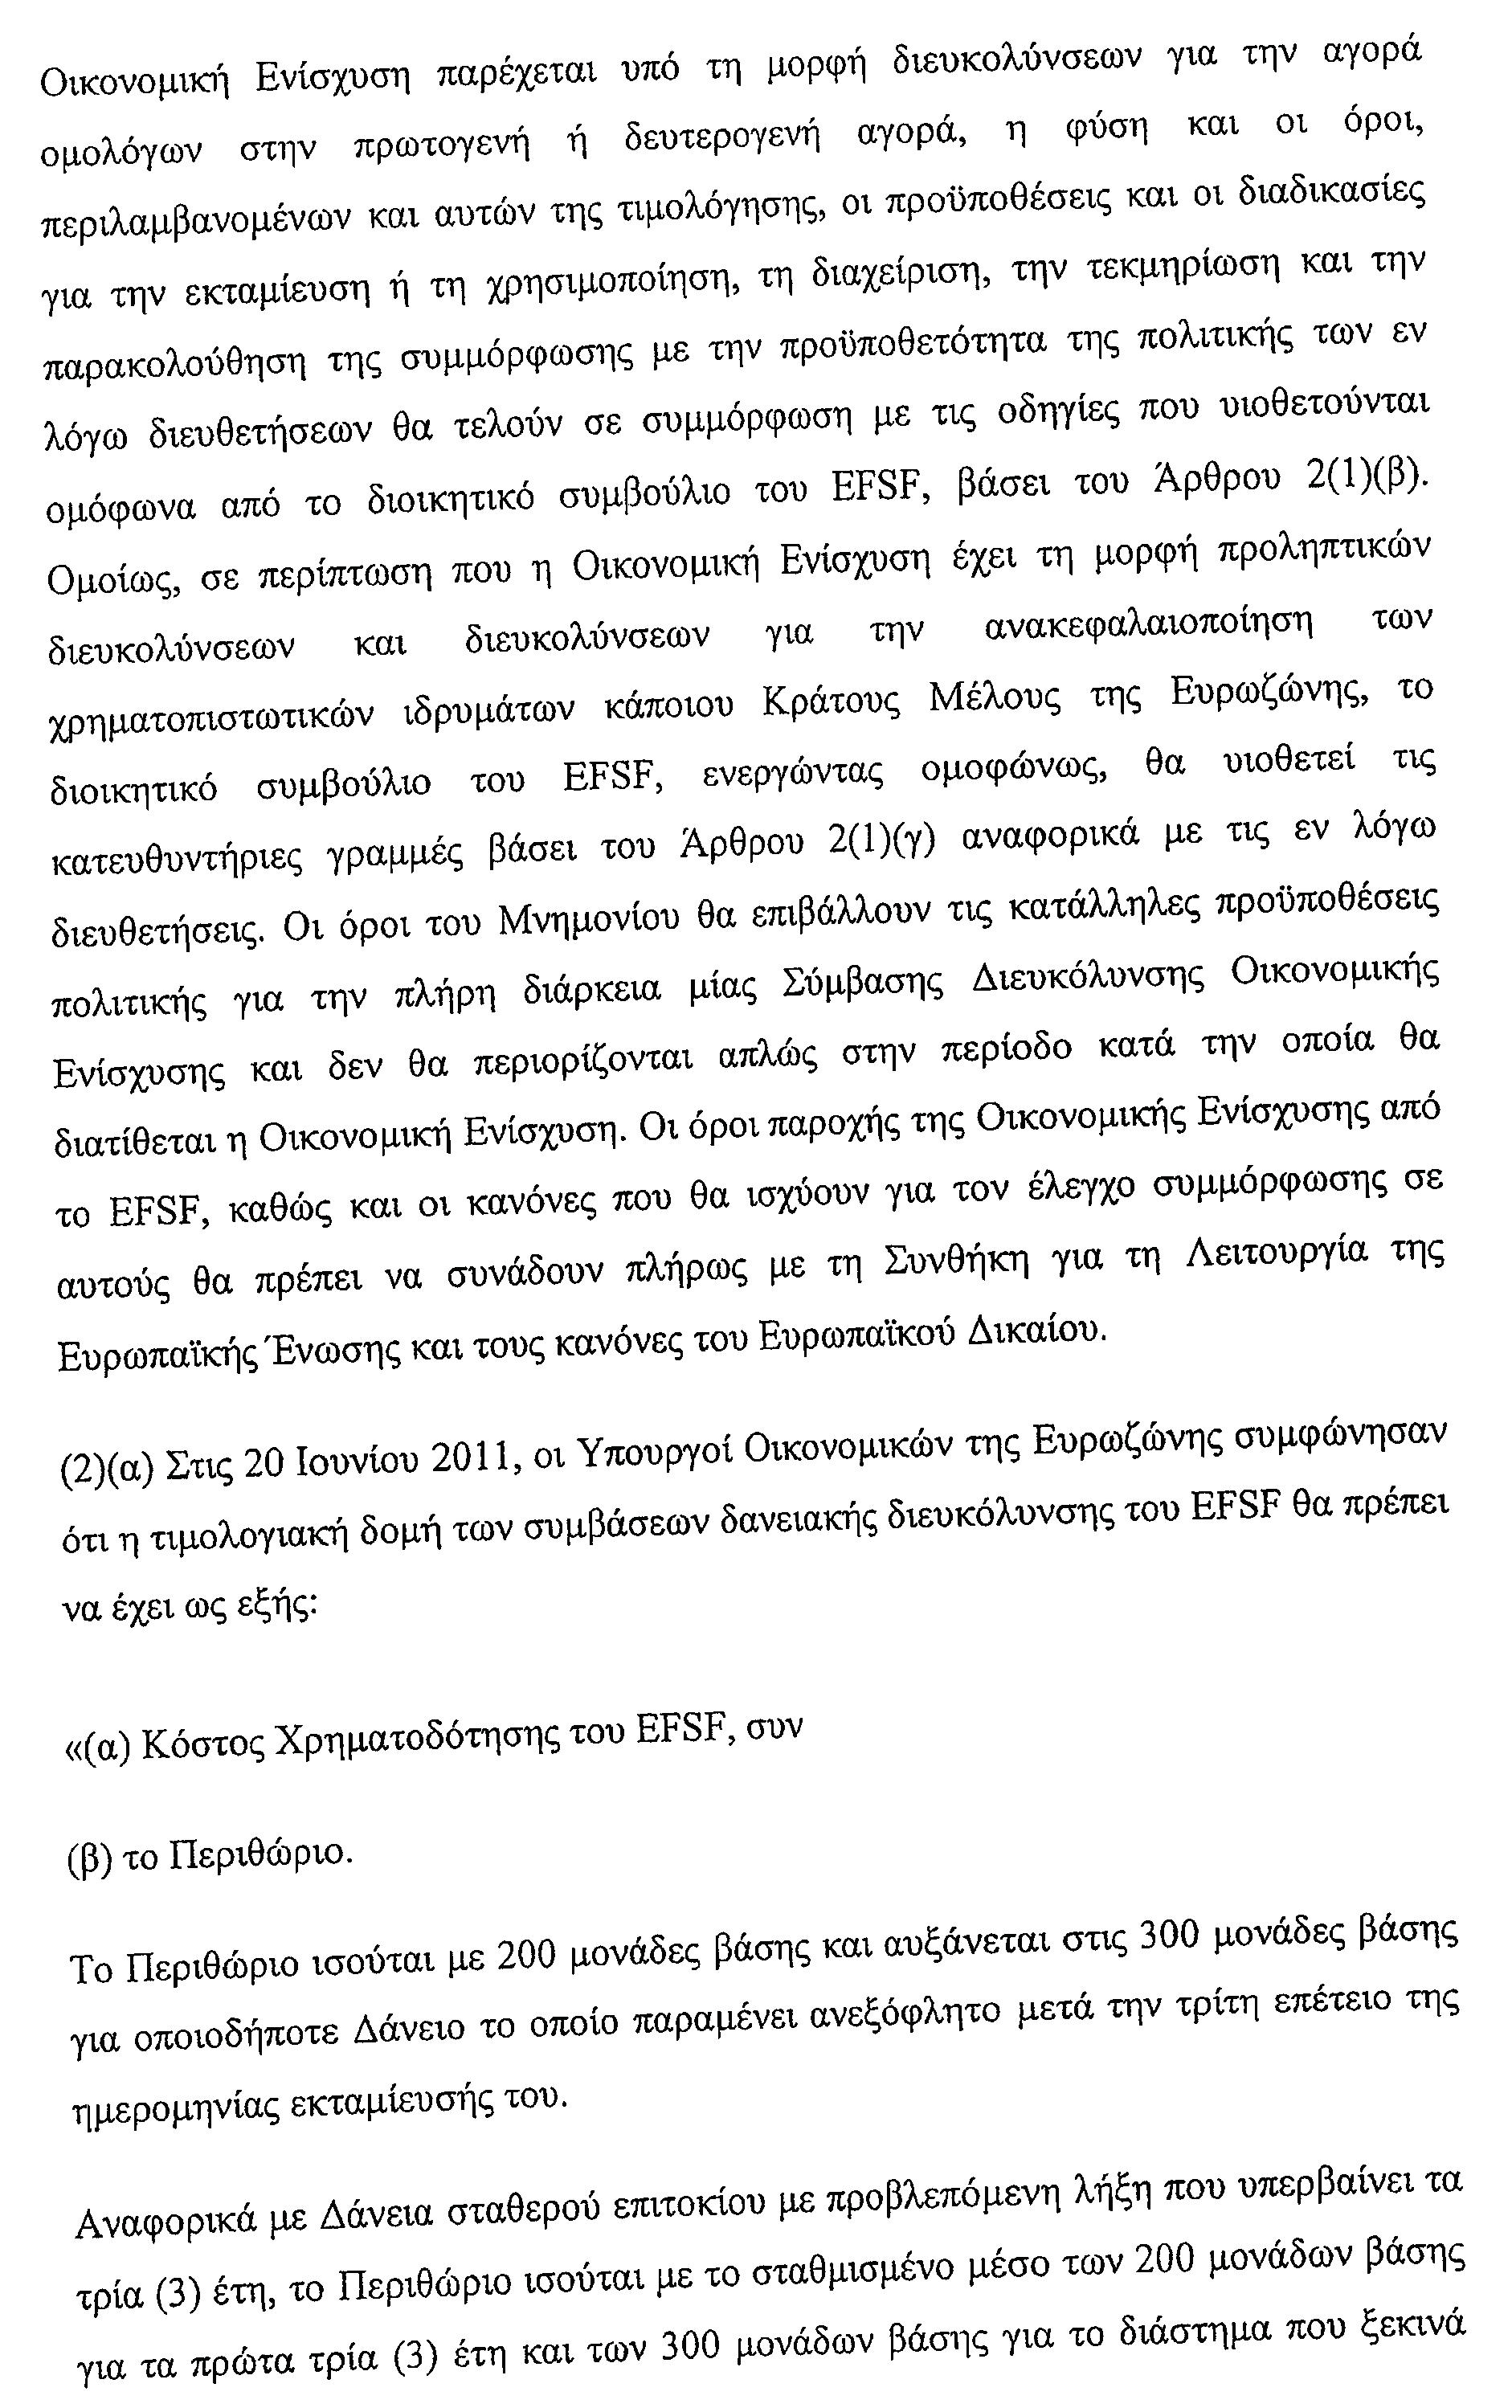 Οικονομική Ενίσχυση παρέχεται υπό τη μορφή διευκολύνσεων για την αγορά
ομολόγων στην πρωτογενή ή δευτερογενή αγορά, η φύση και οι όροι,
περιλαμβανομένων και αυτών της τιμολόγησης, οι προϋποθέσεις και οι διαδικασίες
για την εκταμίευση ή τη χρησιμοποίηση, τη διαχείριση, την τεκμηρίωση και την
παρακολούθηση της συμμόρφωσης με την προϋποθετότητα της πολιτικής των εν
λόγω διευθετήσεων θα τελούν σε συμμόρφωση με τις οδηγίες που υιοθετούνται
ομόφωνα από το διοικητικό συμβούλιο του EFSF, βάσει του Άρθρου 2(1)(β).
Ομοίως, σε περίπτωση που η Οικονομική Ενίσχυση έχει τη μορφή προληπτικών
διευκολύνσεων και διευκολύνσεων για την ανακεφαλαιοποίηση των
χρηματοπιστωτικών ιδρυμάτων κάποιου Κράτους Μέλους της Ευρωζώνης, το
διοικητικό συμβούλιο του EFSF, ενεργώντας ομοφώνως, θα υιοθετεί τις
κατευθυντήριες γραμμές βάσει του Άρθρου 2(1)(γ) αναφορικά με τις εν λόγω
διευθετήσεις. Οι όροι του Μνημονίου θα επιβάλλουν τις κατάλληλες προϋποθέσεις
πολιτικής για την πλήρη διάρκεια μίας Σύμβασης Διευκόλυνσης Οικονομικής
Ενίσχυσης και δεν θα περιορίζονται απλώς στην περίοδο κατά την οποία θα
διατίθεται η Οικονομική Ενίσχυση. Οι όροι παροχής της Οικονομικής Ενίσχυσης από
το EFSF, καθώς και οι κανόνες που θα ισχύουν για τον έλεγχο συμμόρφωσης σε
αυτούς θα πρέπει να συνάδουν πλήρως με τη Συνθήκη για τη Λειτουργία της
Ευρωπαϊκής Ένωσης και τους κανόνες του Ευρωπαϊκού Δικαίου.
(2)(α) Στις 20 Ιουνίου 2011, οι Υπουργοί Οικονομικών της Ευρωζώνης συμφώνησαν
ότι η τιμολογιακή δομή των συμβάσεων δανειακής διευκόλυνσης του EFSF θα πρέπει
να έχει ως εξής:
«(α) Κόστος Χρηματοδότησης του EFSF, συν
(β) το Περιθώριο.
Το Περιθώριο ισούται με 200 μονάδες βάσης και αυξάνεται στις 300 μονάδες βάσης
για οποιοδήποτε Δάνειο το οποίο παραμένει ανεξόφλητο μετά την τρίτη επέτειο της
ημερομηνίας εκταμίευσής του.
Αναφορικά με Δάνεια σταθερού επιτοκίου με προβλεπόμενη λήξη που υπερβαίνει τα
τρία (3) έτη, το Περιθώριο ισούται με το σταθμισμένο μέσο των 200 μονάδων βάσης
για τα πρώτα τρία (3) έτη και των 300 μονάδων βάσης για το διάστημα που ξεκινά